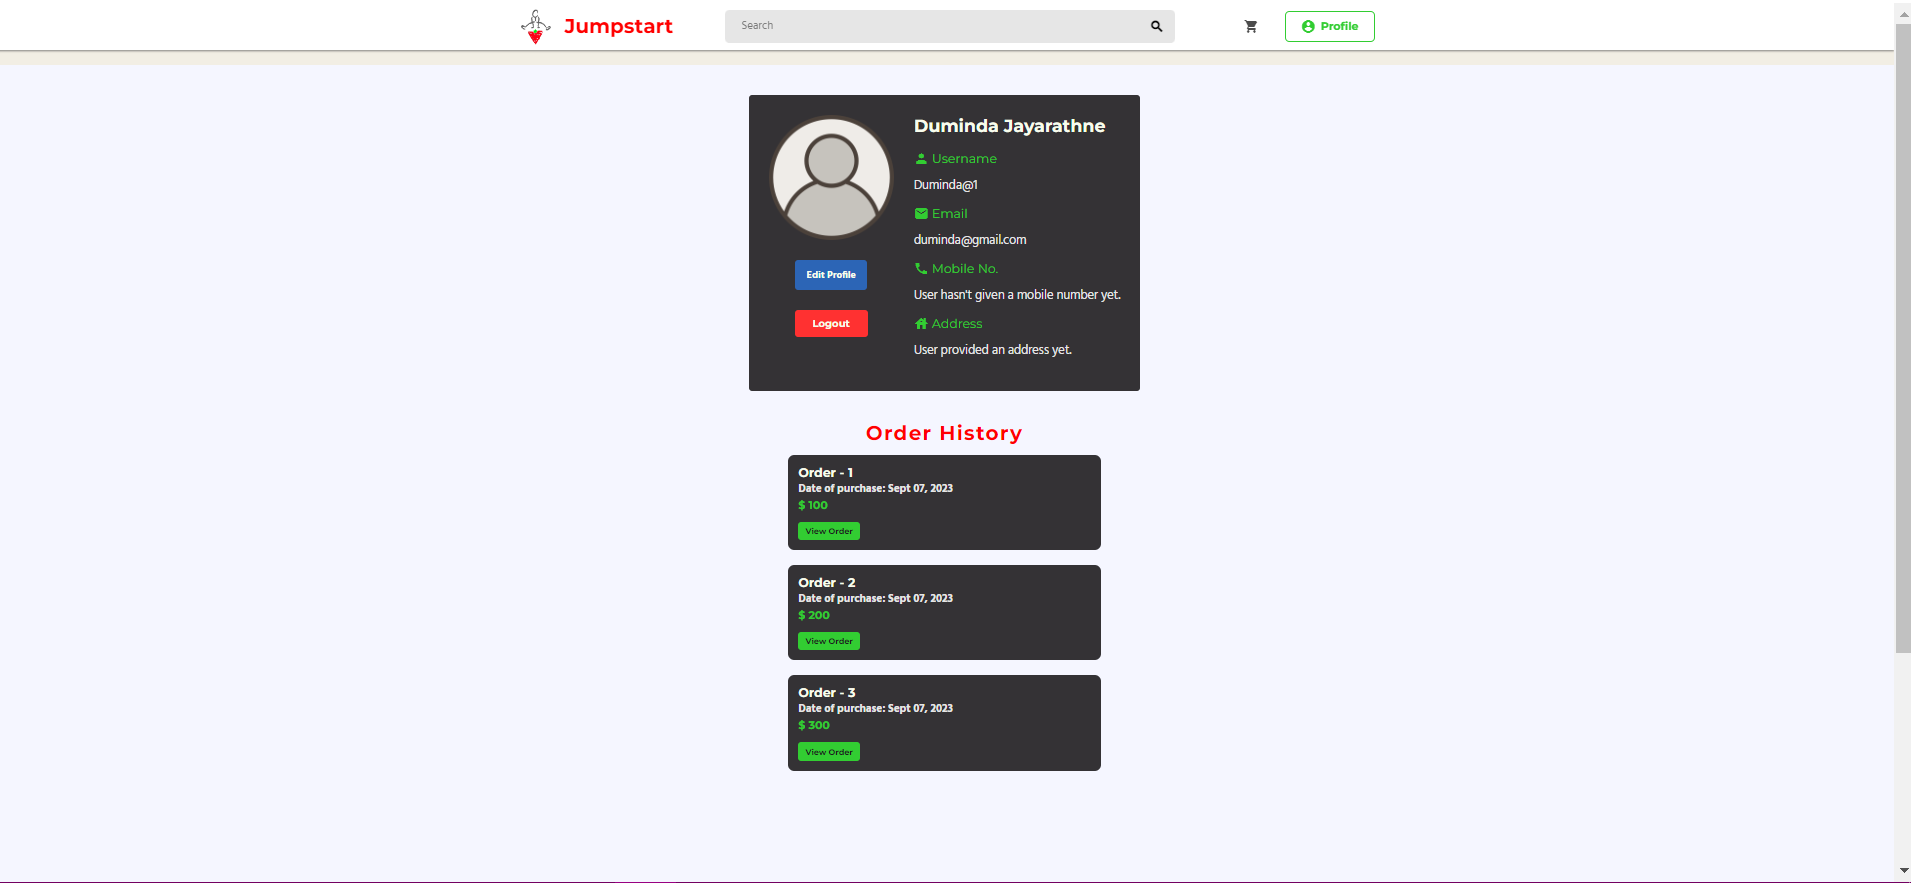 Jumpstart
Search
Profile
Duminda Jayarathne
Username
Duminda@1
Email
duminda@gmail.com
Mobile No.
User hasn't given a mobile number yet.
Address
User provided an address yet.
Edit Profile
Logout
Order History
Order - 1
Date of purchase: Sept 07, 2023
$ 100
View Order
Order - 2
Date of purchase: Sept 07, 2023
$ 200
View Order
Order - 3
Date of purchase: Sept 07, 2023
$ 300
View Order